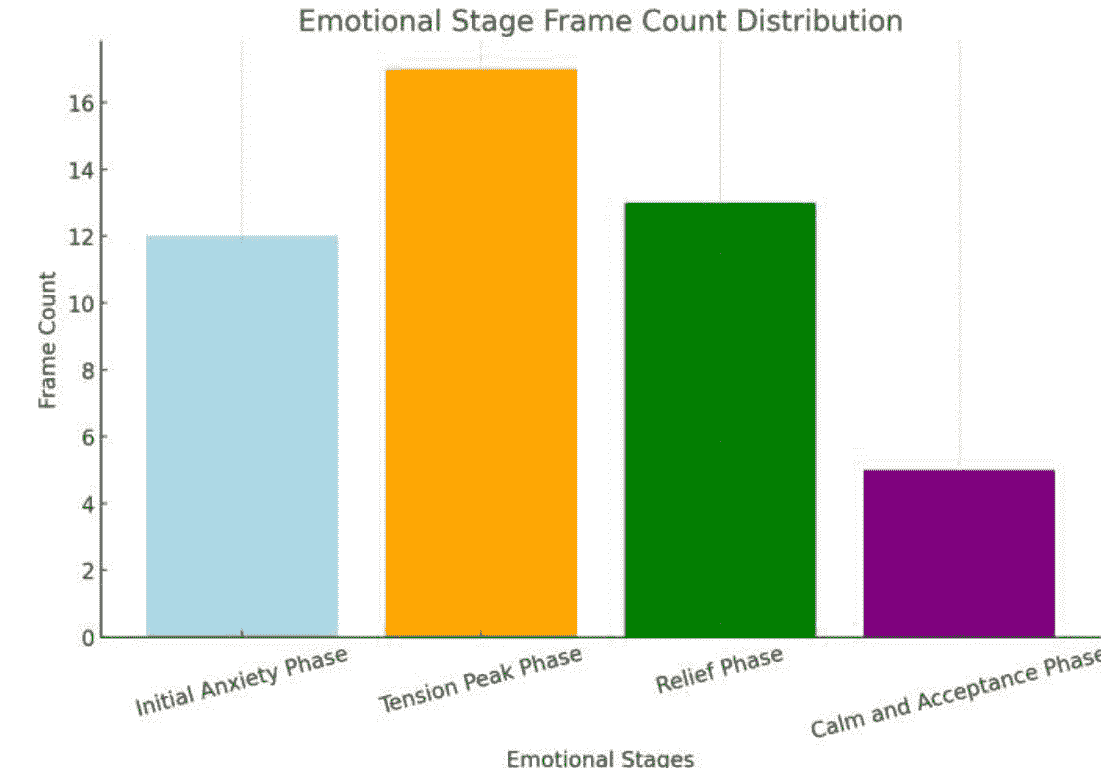 Emotional Stage Frame Count Distribution
Frame Count
16
14
12
10
8
6
4
2
0
Initial Anxiety Phase
Tension Peak Phase
Relief Phase
Calm and Acceptance Phase
Emotional Stages